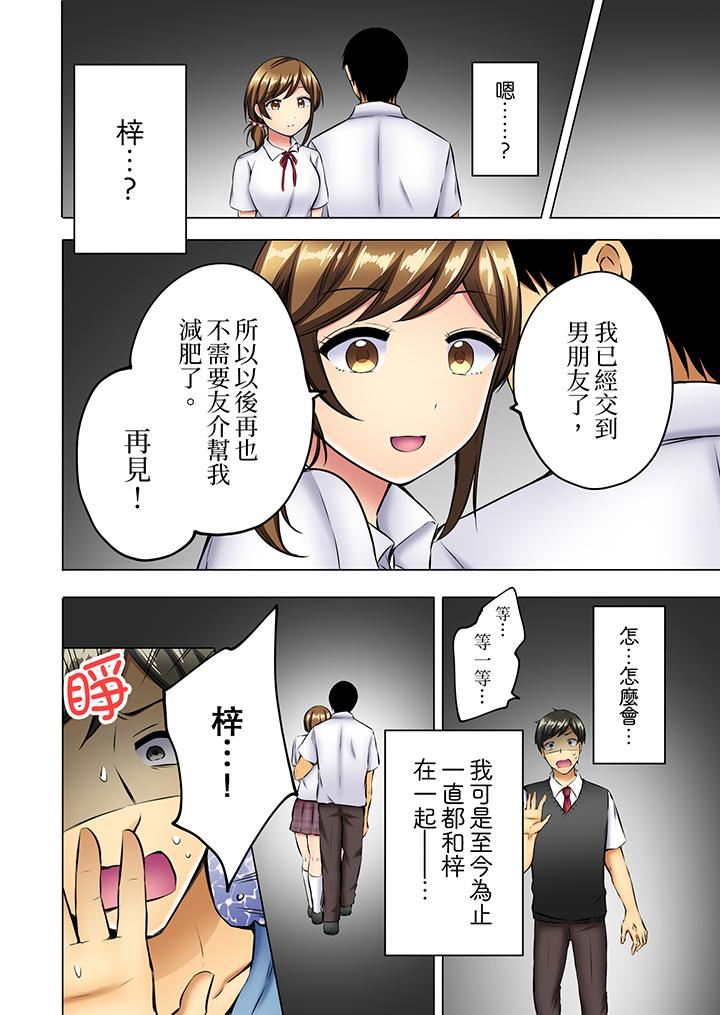 嗯……?
梓…?
我已經交到
男朋友了，
所以以後再也
不需要友介幫我
減肥了。
再見！
怎…怎麼會…
等…
等一等…
我可是至今為止
一直都和梓
在一起——…
梓…！
睜